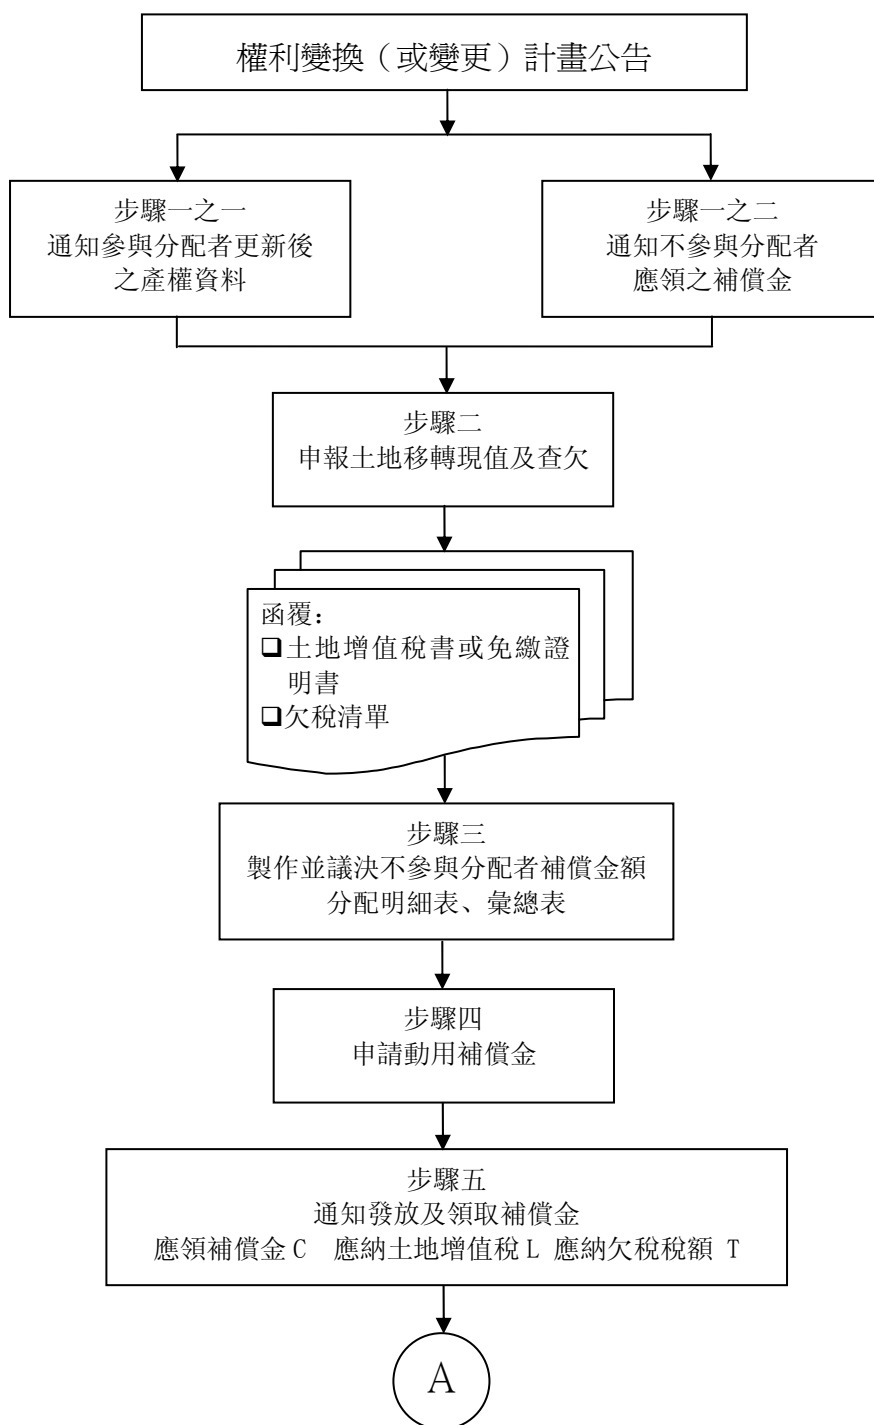 權利變換（或變更）計畫公告
步驟一之一
通知參與分配者更新後
之產權資料
步驟一之二
通知不參與分配者
應領之補償金
步驟二
申報土地移轉現值及查欠
函覆：
❑土地增值稅書或免繳證
明書
❑欠稅清單
步驟三
製作並議決不參與分配者補償金額
分配明細表、彙總表
步驟四
申請動用補償金
步驟五
通知發放及領取補償金
應領補償金 C 應納土地增值稅 L 應納欠稅稅額 T
A